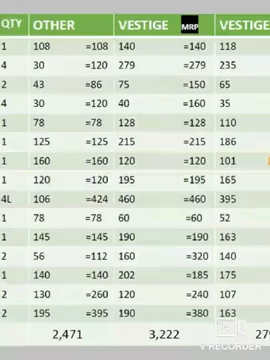 QTY OTHER VESTIGE MRP VESTIGE
1 108 =108 140 =140 118
4 30 =120 279 =279 235
2 43 =86 75 =150 65
4 30 =120 40 =160 35
1 78 =78 128 =128 110
1 125 =125 215 =215 186
1 160 =160 120 =120 101
1 120 =120 195 =195 165
4L 106 =424 460 =460 395
1 78 =78 60 =60 52
1 145 =145 190 =190 163
2 56 =112 160 =320 140
1 140 =140 202 =185 175
2 130 =260 120 =240 107
2 195 =395 190 =380 163
2,471 3,222 27
V RECORDER